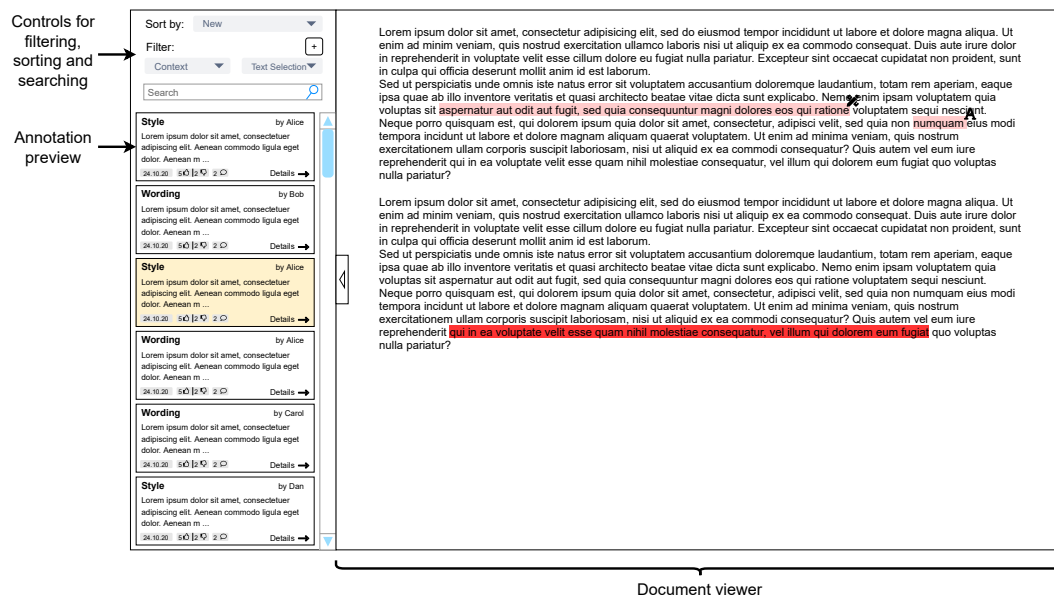 Controls for
filtering,
sorting and
searching
Annotation
preview
Sort by: New
Filter: +
Context Text Selection
Search
Style by Alice
Lorem ipsum dolor sit amet, consectetuer
adipiscing elit. Aenean commodo ligula eget
dolor. Aenean m ...
24.10.20 5 | 2 2 Details
Wording by Bob
Lorem ipsum dolor sit amet, consectetuer
adipiscing elit. Aenean commodo ligula eget
dolor. Aenean m ...
24.10.20 5 | 2 2 Details
Style by Alice
Lorem ipsum dolor sit amet, consectetuer
adipiscing elit. Aenean commodo ligula eget
dolor. Aenean m ...
24.10.20 5 | 2 2 Details
Wording by Alice
Lorem ipsum dolor sit amet, consectetuer
adipiscing elit. Aenean commodo ligula eget
dolor. Aenean m ...
24.10.20 5 | 2 2 Details
Wording by Carol
Lorem ipsum dolor sit amet, consectetuer
adipiscing elit. Aenean commodo ligula eget
dolor. Aenean m ...
24.10.20 5 | 2 2 Details
Style by Dan
Lorem ipsum dolor sit amet, consectetuer
adipiscing elit. Aenean commodo ligula eget
dolor. Aenean m ...
24.10.20 5 | 2 2 Details
Lorem ipsum dolor sit amet, consectetur adipisicing elit, sed do eiusmod tempor incididunt ut labore et dolore magna aliqua. Ut
enim ad minim veniam, quis nostrud exercitation ullamco laboris nisi ut aliquip ex ea commodo consequat. Duis aute irure dolor
in reprehenderit in voluptate velit esse cillum dolore eu fugiat nulla pariatur. Excepteur sint occaecat cupidatat non proident, sunt
in culpa qui officia deserunt mollit anim id est laborum.
Sed ut perspiciatis unde omnis iste natus error sit voluptatem accusantium doloremque laudantium, totam rem aperiam, eaque
ipsa quae ab illo inventore veritatis et quasi architecto beatae vitae dicta sunt explicabo. Nemo enim ipsam voluptatem quia
voluptas sit aspernatur aut odit aut fugit, sed quia consequuntur magni dolores eos qui ratione voluptatem sequi nesciunt.
A
Neque porro quisquam est, qui dolorem ipsum quia dolor sit amet, consectetur, adipisci velit, sed quia non numquam eius modi
tempora incidunt ut labore et dolore magnam aliquam quaerat voluptatem. Ut enim ad minima veniam, quis nostrum
exercitationem ullam corporis suscipit laboriosam, nisi ut aliquid ex ea commodi consequatur? Quis autem vel eum iure
reprehenderit qui in ea voluptate velit esse quam nihil molestiae consequatur, vel illum qui dolorem eum fugiat quo voluptas
nulla pariatur?
Lorem ipsum dolor sit amet, consectetur adipisicing elit, sed do eiusmod tempor incididunt ut labore et dolore magna aliqua. Ut
enim ad minim veniam, quis nostrud exercitation ullamco laboris nisi ut aliquip ex ea commodo consequat. Duis aute irure dolor
in reprehenderit in voluptate velit esse cillum dolore eu fugiat nulla pariatur. Excepteur sint occaecat cupidatat non proident, sunt
in culpa qui officia deserunt mollit anim id est laborum.
Sed ut perspiciatis unde omnis iste natus error sit voluptatem accusantium doloremque laudantium, totam rem aperiam, eaque
ipsa quae ab illo inventore veritatis et quasi architecto beatae vitae dicta sunt explicabo. Nemo enim ipsam voluptatem quia
voluptas sit aspernatur aut odit aut fugit, sed quia consequuntur magni dolores eos qui ratione voluptatem sequi nesciunt.
Neque porro quisquam est, qui dolorem ipsum quia dolor sit amet, consectetur, adipisci velit, sed quia non numquam eius modi
tempora incidunt ut labore et dolore magnam aliquam quaerat voluptatem. Ut enim ad minima veniam, quis nostrum
exercitationem ullam corporis suscipit laboriosam, nisi ut aliquid ex ea commodi consequatur? Quis autem vel eum iure
reprehenderit qui in ea voluptate velit esse quam nihil molestiae consequatur, vel illum qui dolorem eum fugiat quo voluptas
nulla pariatur?
Document viewer